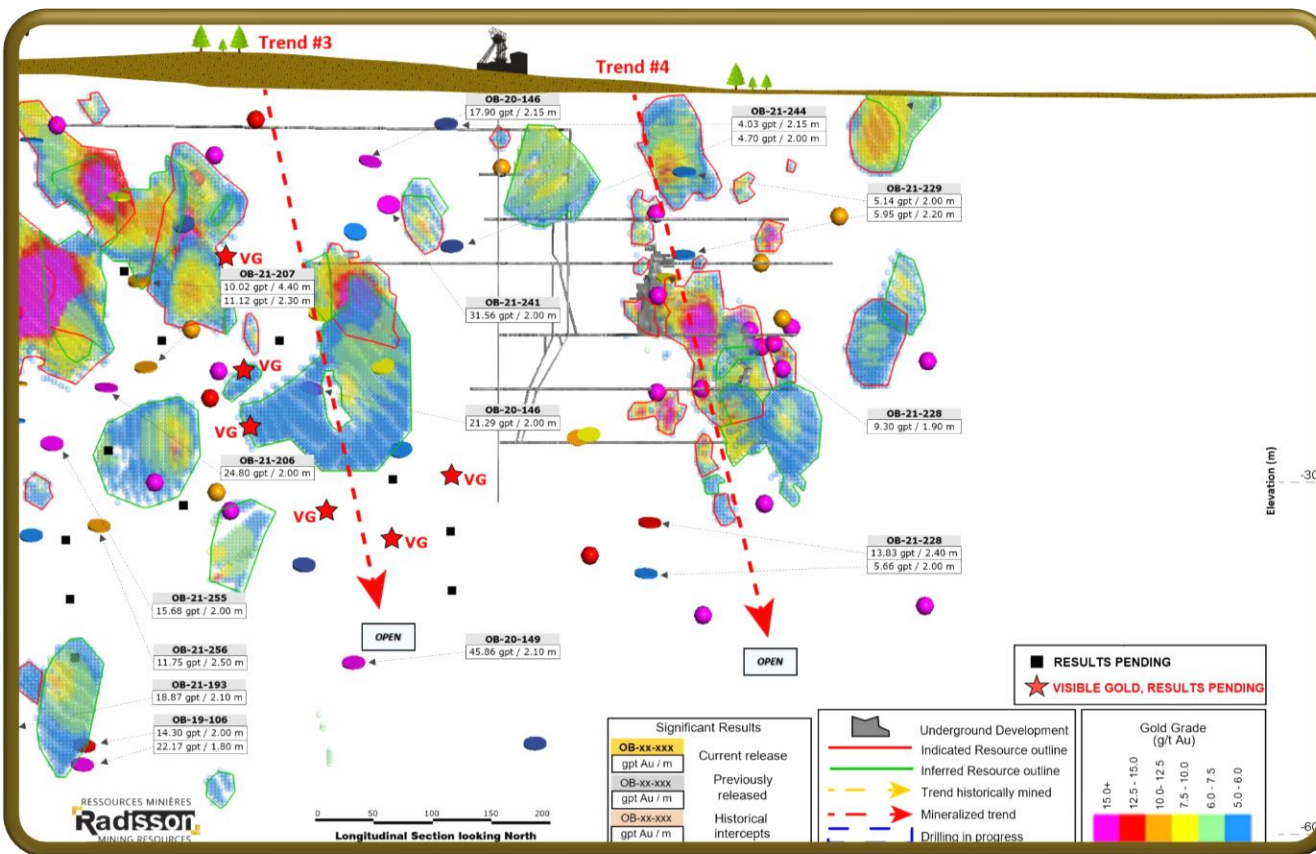 Trend #3
Trend #4
OB-20-146
17.90 gpt / 2.15 m
OB-21-244
4.03 gpt / 2.15 m
4.70 gpt / 2.00 m
OB-21-229
5.14 gpt / 2.00 m
5.95 gpt / 2.20 m
VG
OB-21-207
10.02 gpt / 4.40 m
11.12 gpt / 2.30 m
OB-21-241
31.56 gpt / 2.00 m
VG
OB-20-146
21.29 gpt / 2.00 m
OB-21-228
9.30 gpt / 1.90 m
VG
OB-21-206
24.80 gpt / 2.00 m
VG
Elevation (m)
-30
VG
VG
OB-21-228
13.83 gpt / 2.40 m
5.66 gpt / 2.00 m
OB-21-255
15.68 gpt / 2.00 m
OPEN
OB-20-149
45.86 gpt / 2.10 m
OPEN
OB-21-256
11.75 gpt / 2.50 m
OB-21-193
18.87 gpt / 2.10 m
OB-19-106
14.30 gpt / 2.00 m
22.17 gpt / 1.80 m
RESULTS PENDING
VISIBLE GOLD, RESULTS PENDING
Significant Results
OB-xx-xxx
gpt Au / m
Current release
OB-xx-xxx
gpt Au / m
Previously
released
OB-xx-xxx
gpt Au / m
Historical
intercepts
Underground Development
Indicated Resource outline
Inferred Resource outline
Trend historically mined
Mineralized trend
Drilling in progress
Gold Grade
(g/t Au)
15.0+
12.5 - 15.0
10.0- 12.5
7.5 - 10.0
6.0 - 7.5
5.0 - 6.0
-60
RESSOURCES MINIÈRES
Radisson
MINING RESOURCES
0 50 100 150 200
Longitudinal Section looking North